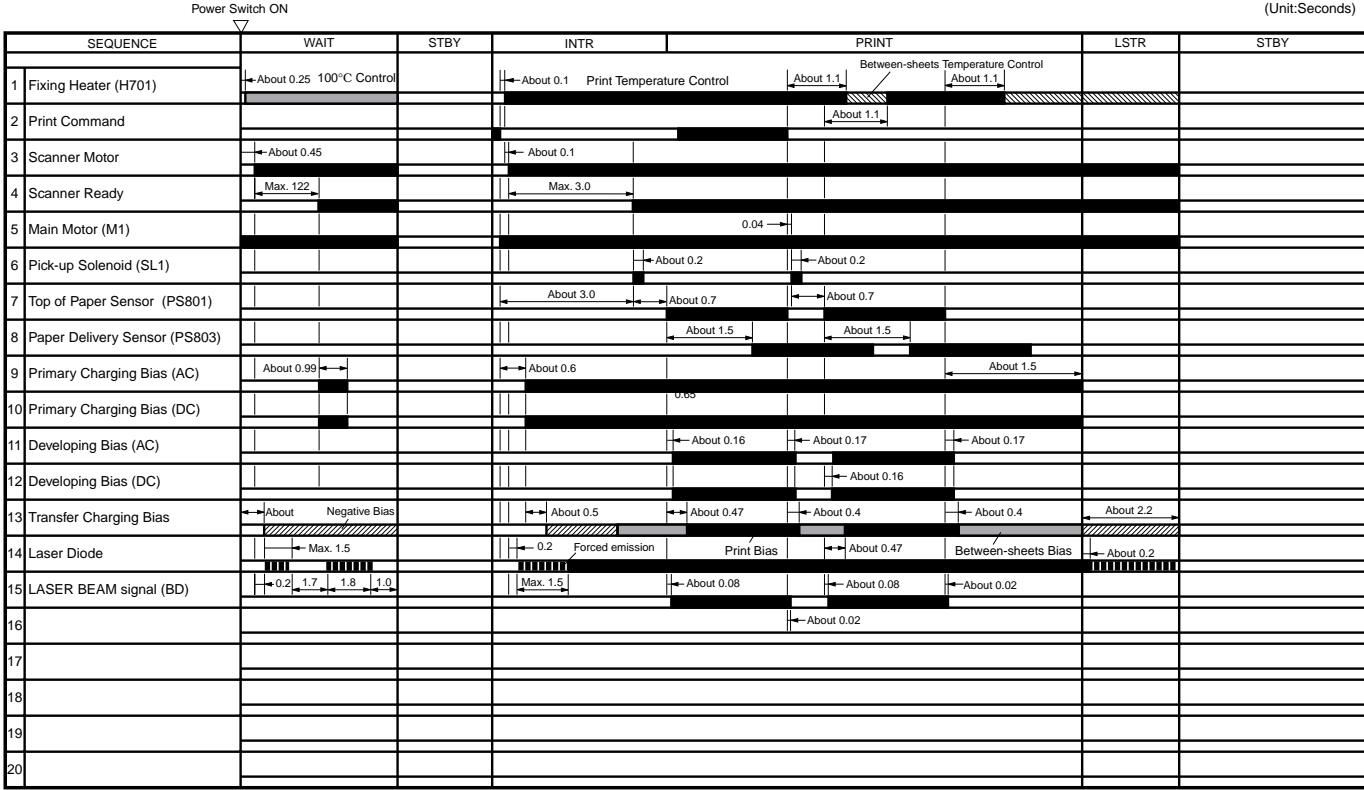 Power Switch ON
(Unit:Seconds)
SEQUENCE WAIT STBY INTR PRINT LSTR STBY
Between-sheets Temperature Control
1 Fixing Heater (H701) About 0.25 100°C Control About 0.1 Print Temperature Control About 1.1 About 1.1
2 Print Command About 1.1
3 Scanner Motor About 0.45 About 0.1
4 Scanner Ready Max. 122 Max. 3.0
5 Main Motor (M1) 0.04
6 Pick-up Solenoid (SL1) About 0.2 About 0.2
7 Top of Paper Sensor (PS801) About 3.0 About 0.7 About 0.7
8 Paper Delivery Sensor (PS803) About 1.5 About 1.5
9 Primary Charging Bias (AC) About 0.99 About 0.6 About 1.5
0.65
10 Primary Charging Bias (DC)
11 Developing Bias (AC) About 0.16 About 0.17 About 0.17
12 Developing Bias (DC) About 0.16
13 Transfer Charging Bias About Negative Bias About 0.5 About 0.47 About 0.4 About 0.4 About 2.2
14 Laser Diode Max. 1.5 0.2 Forced emission Print Bias About 0.47 Between-sheets Bias About 0.2
15 LASER BEAM signal (BD) 0.2 1.7 1.8 1.0 Max. 1.5 About 0.08 About 0.08 About 0.02
16 About 0.02
17
18
19
20